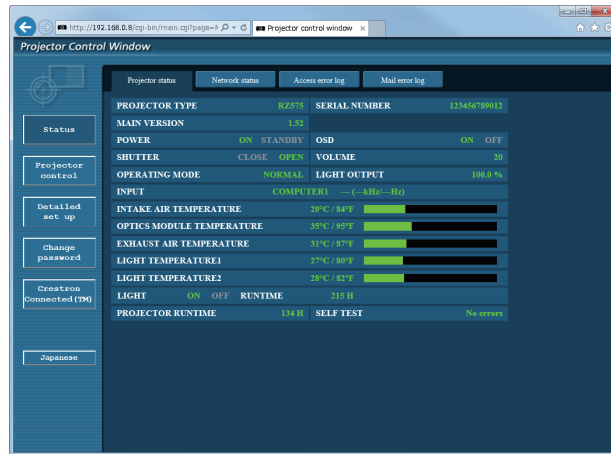 http://192.168.0.8/cgi-bin/main.cgi?page=
Projector control window ×
Projector Control Window
Projector status Network status Access error log Mail error log
Status
Projector control
Detailed set up
Change password
Crestron Connected(TM)
Japanese
PROJECTOR TYPE RZ575 SERIAL NUMBER 123456789012
MAIN VERSION 1.52
POWER ON STANDBY OSD ON OFF
SHUTTER CLOSE OPEN VOLUME 20
OPERATING MODE NORMAL LIGHT OUTPUT 100.0 %
INPUT COMPUTER1 --- (---kHz/---Hz)
INTAKE AIR TEMPERATURE 29°C / 84°F
OPTICS MODULE TEMPERATURE 35°C / 95°F
EXHAUST AIR TEMPERATURE 31°C / 87°F
LIGHT TEMPERATURE1 27°C / 80°F
LIGHT TEMPERATURE2 28°C / 82°F
LIGHT ON OFF RUNTIME 215 H
PROJECTOR RUNTIME 134 H SELF TEST No errors